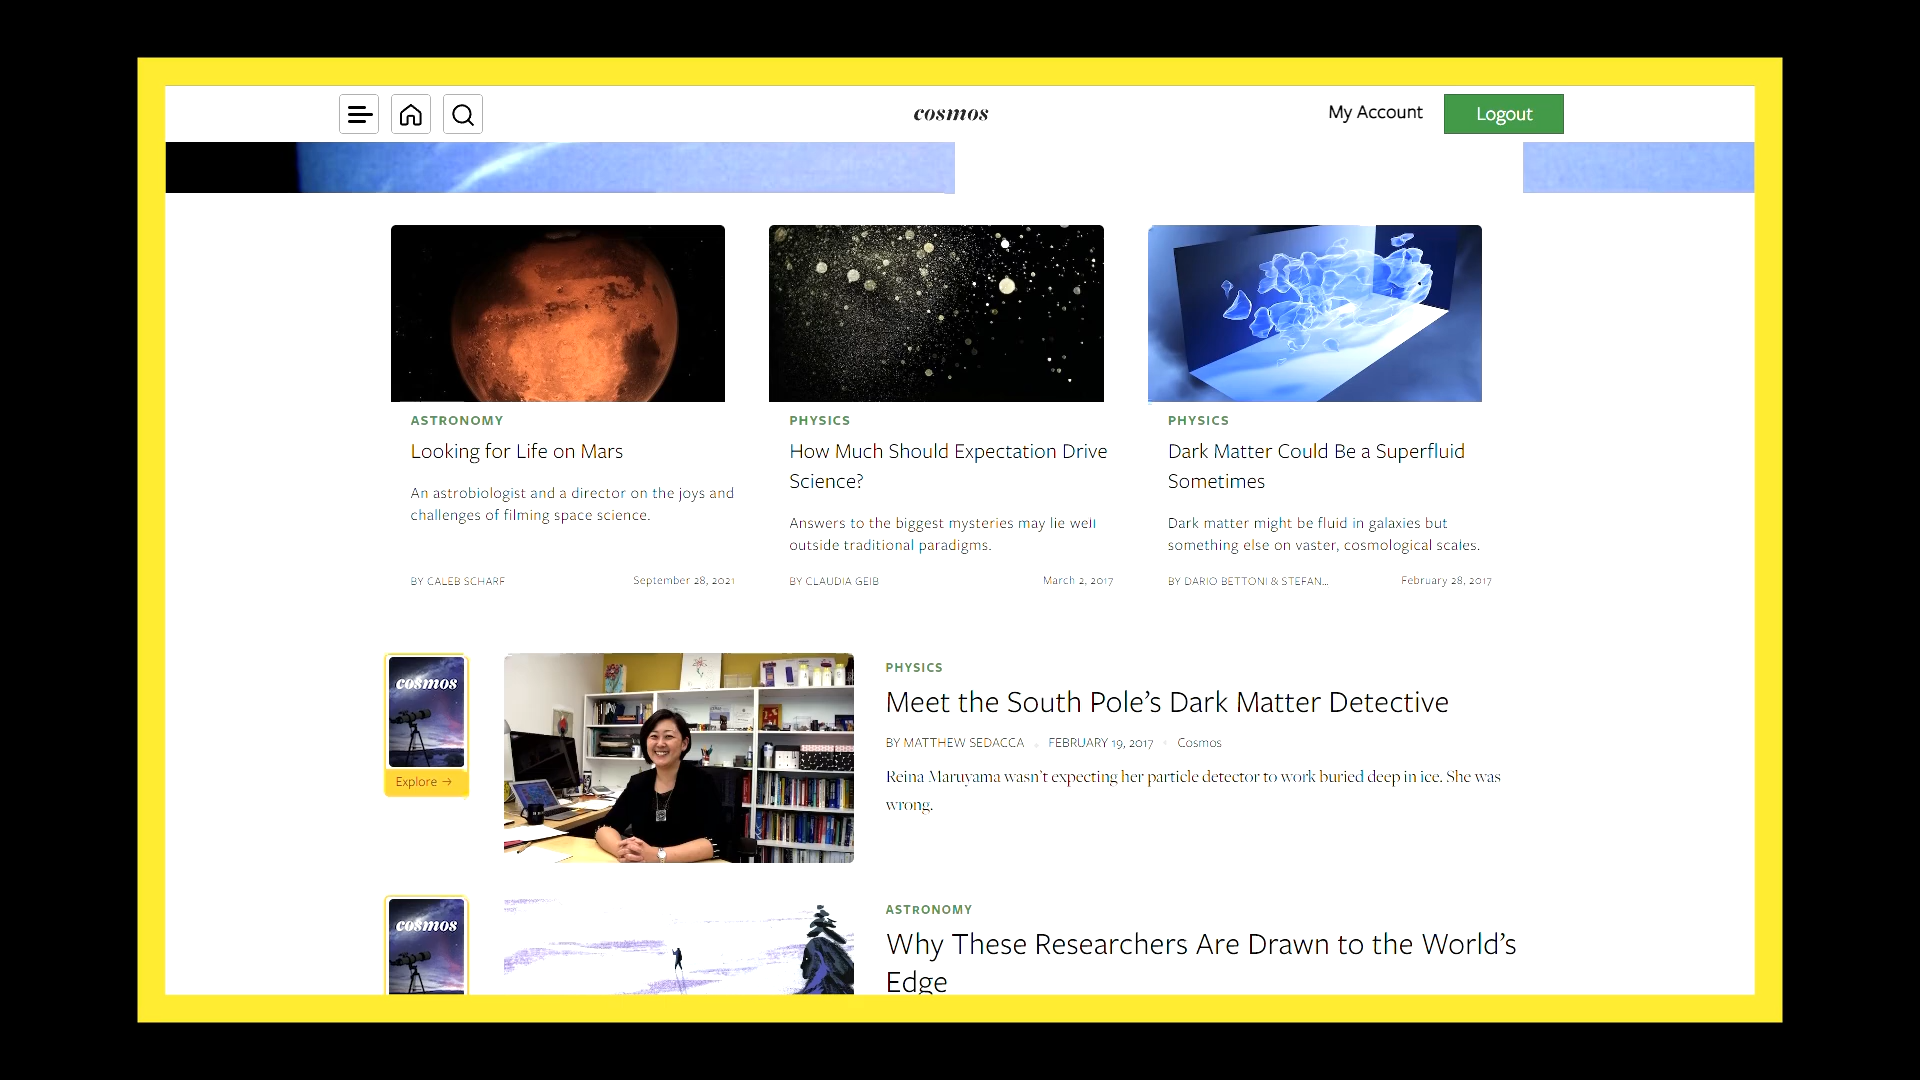 cosmos
My Account
Logout
ASTRONOMY
Looking for Life on Mars
An astrobiologist and a director on the joys and
challenges of filming space science.
BY CALEB SCHARF
September 28, 2021
PHYSICS
How Much Should Expectation Drive
Science?
Answers to the biggest mysteries may lie well
outside traditional paradigms.
BY CLAUDIA GEIB
March 2, 2017
PHYSICS
Dark Matter Could Be a Superfluid
Sometimes
Dark matter might be fluid in galaxies but
something else on vaster, cosmological scales.
BY DARIO BETTONI & STEFAN...
February 28, 2017
cosmos
Explore →
PHYSICS
Meet the South Pole’s Dark Matter Detective
BY MATTHEW SEDACCA
FEBRUARY 19, 2017
Cosmos
Reina Maruyama wasn’t expecting her particle detector to work buried deep in ice. She was
wrong.
cosmos
ASTRONOMY
Why These Researchers Are Drawn to the World’s
Edge